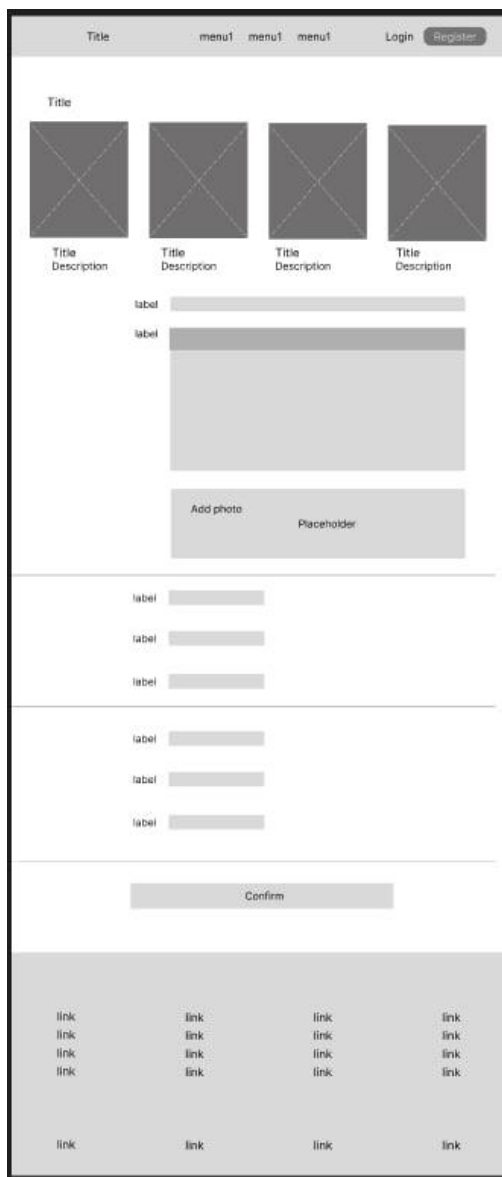 Title menu1 menu1 menu1 Login Register
Title
Title Title Title Title
Description Description Description Description
label
label
Add photo
Placeholder
label
label
label
label
label
label
Confirm
link link link link
link link link link
link link link link
link link link link
link link link link